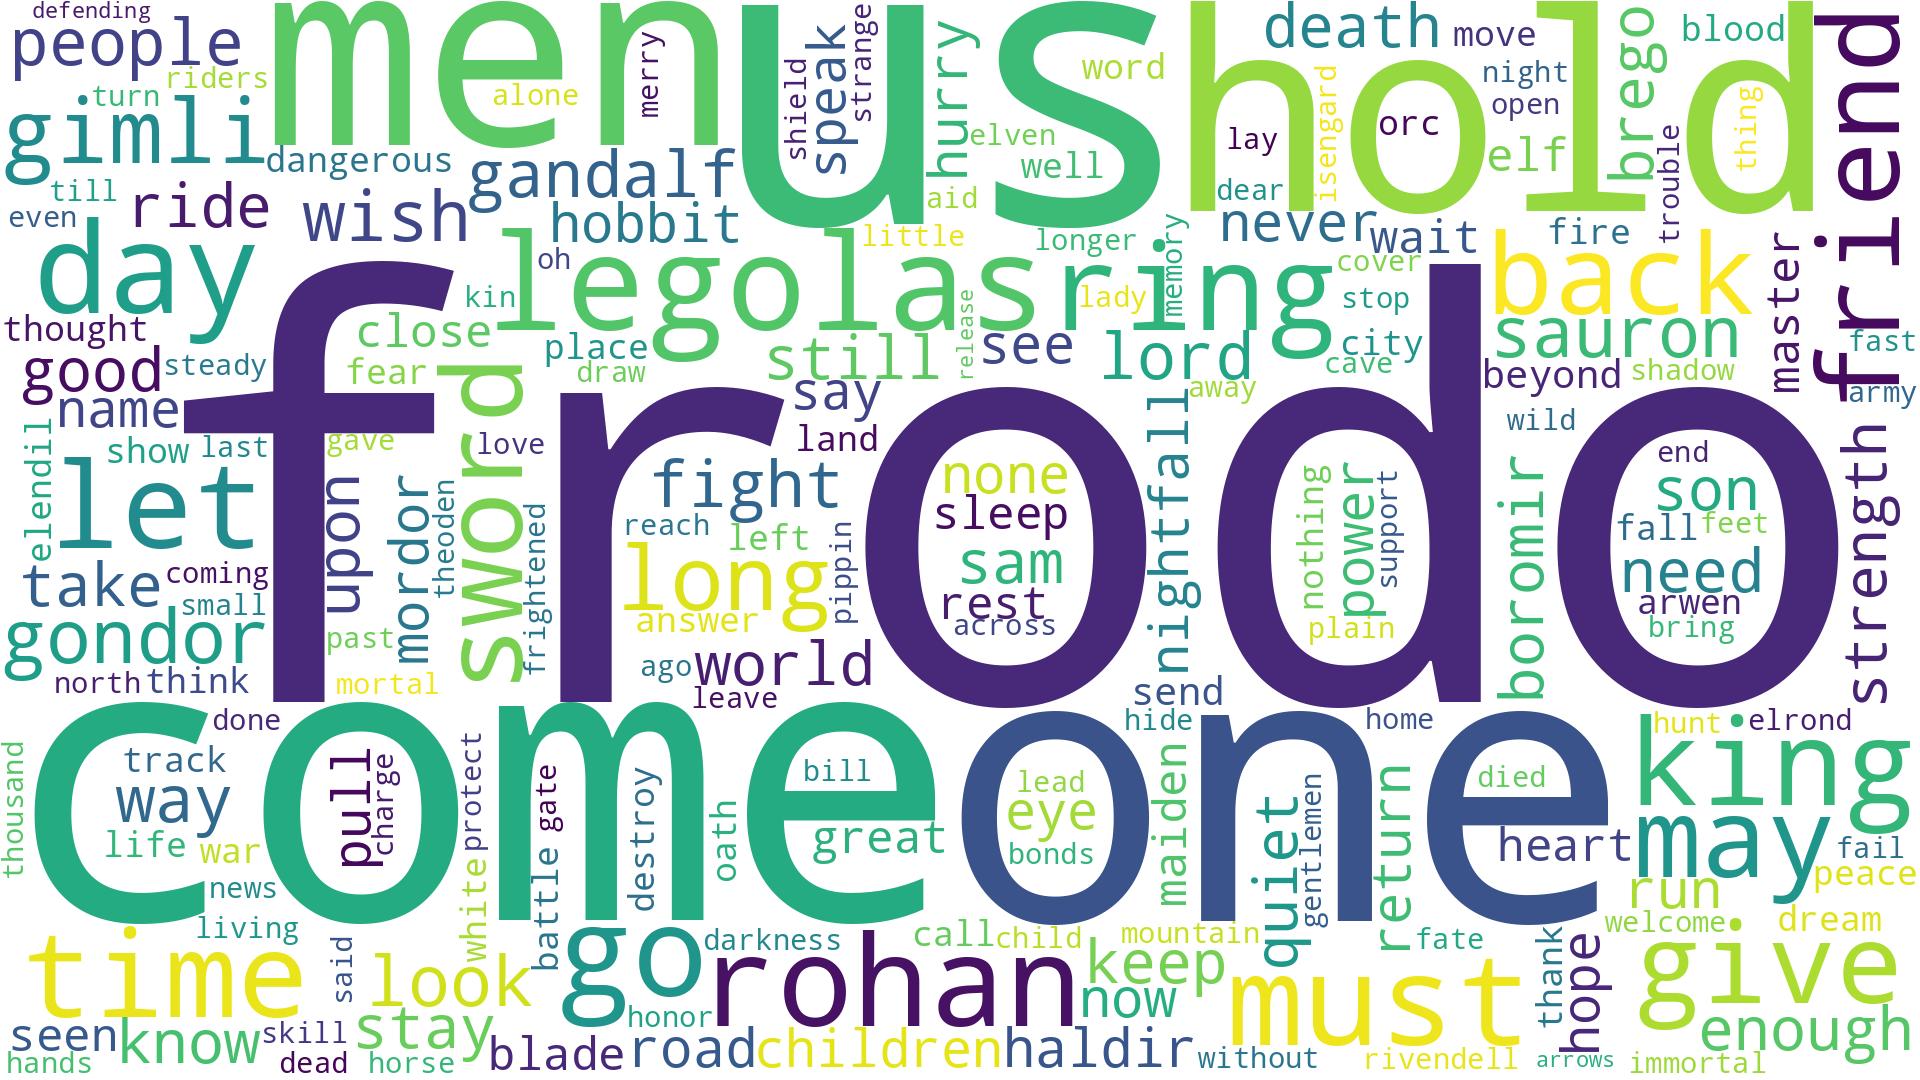 defending
people
riders
turn
gimli
men
alone
merry
us
shield
speak
strange
hurry
word
elven
well
aid
hold
death
move
night
open
isengard
lay
orc
elf
dear
brego
blood
trouble
thing
friend
till
even
ride
dangerous
wish
gandalf
hobbit
little
longer
memory
never
wait
fire
day
oh
kin
legolas
ring
lady
cover
stop
city
cave
back
sauron
master
fast
army
thought
good
steady
name
close
fear
place
draw
still
release
see
lord
away
beyond
shadow
wild
frodo
show
last
gave
elendil
let
upon
mordor
theoden
sword
love
frightened
say
land
fight
reach
left
long
answer
pippin
none
sleep
sam
rest
across
nightfall
nothing
power
support
plain
boromir
end
son
fall
feet
need
arwen
bring
strength
take
coming
small
gondor
past
north
think
mortal
ago
world
leave
send
done
come
one
hide
home
hunt
elrond
king
thousand
track
way
life
war
news
living
pull
charge
white
protect
battle
gate
destroy
oath
bill
great
lead
eye
bonds
maiden
quiet
gentlemen
return
died
heart
may
fail
peace
run
welcome
dream
time
said
look
go
darkness
rohan
call
child
mountain
keep
now
must
fate
thank
hope
give
enough
seen
know
skill
stay
honor
hands
dead
horse
blade
road
children
haldir
without
rivendell
arrows
immortal